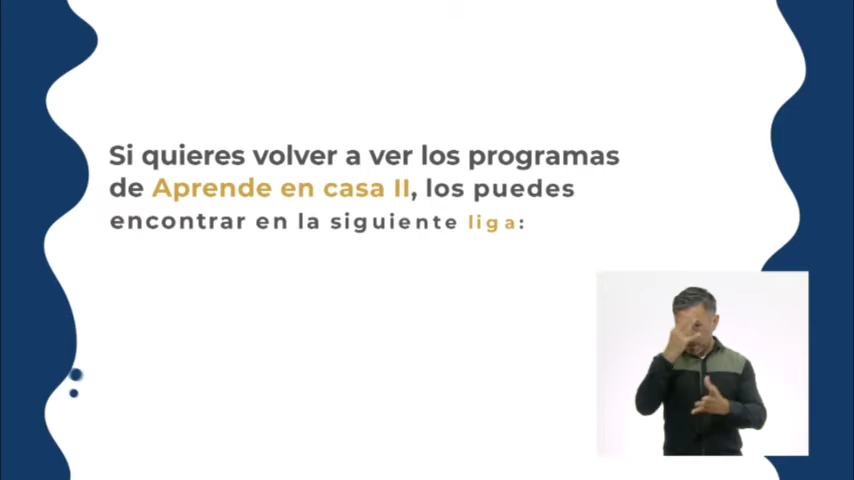 Si quieres volver a ver los programas
de Aprende en casa II, los puedes
encontrar en la siguiente liga: